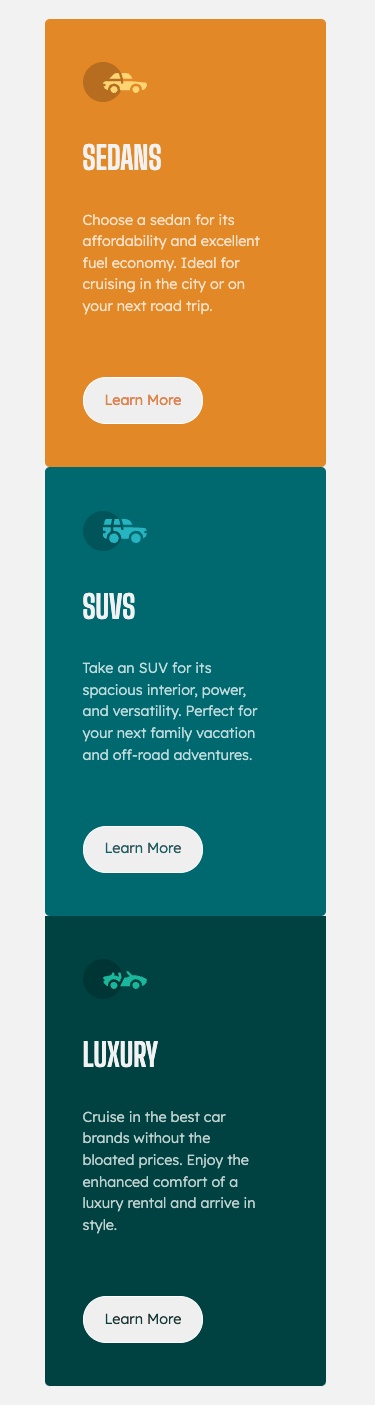 SEDANS
Choose a sedan for its
affordability and excellent
fuel economy. Ideal for
cruising in the city or on
your next road trip.
Learn More
SUVS
Take an SUV for its
spacious interior, power,
and versatility. Perfect for
your next family vacation
and off-road adventures.
Learn More
LUXURY
Cruise in the best car
brands without the
bloated prices. Enjoy the
enhanced comfort of a
luxury rental and arrive in
style.
Learn More